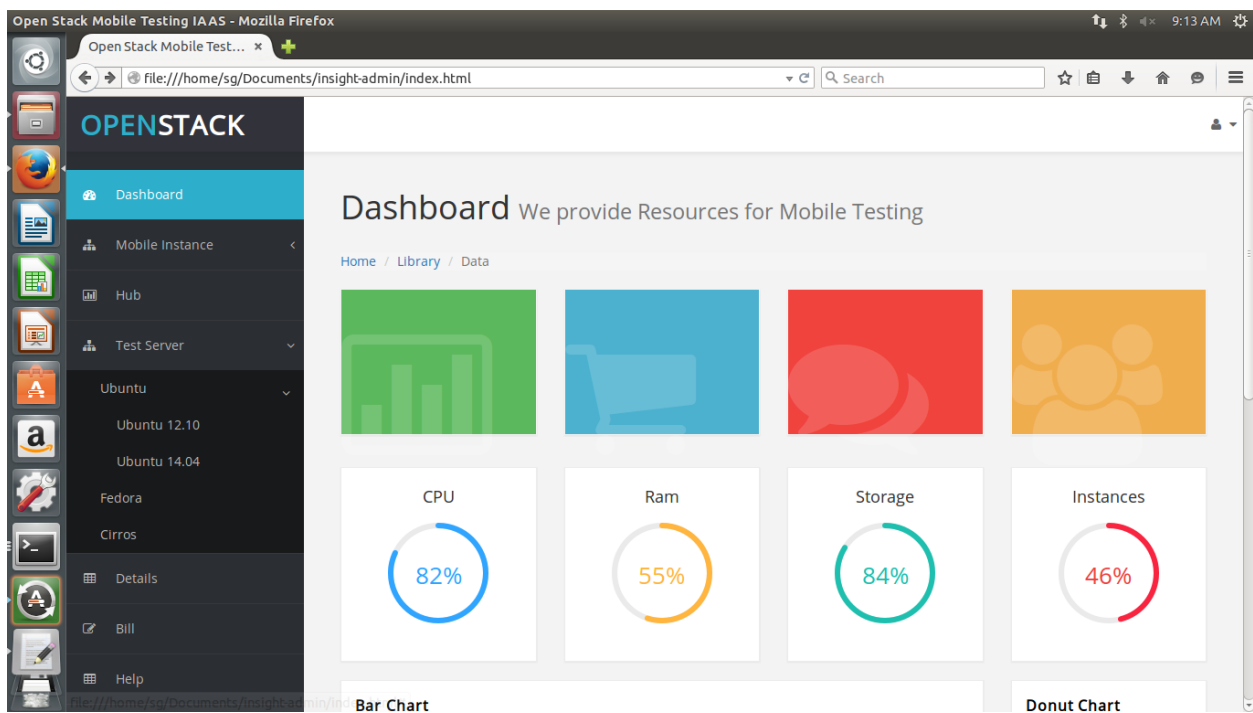 Open Stack Mobile Testing IAAS - Mozilla Firefox
9:13 AM
Open Stack Mobile Test...
file:///home/sg/Documents/insight-admin/index.html
Search
OPENSTACK
Dashboard
Mobile Instance
Hub
Test Server
Ubuntu
Ubuntu 12.10
Ubuntu 14.04
Fedora
Cirros
Details
Bill
Help
Dashboard We provide Resources for Mobile Testing
Home / Library / Data
CPU
82%
Ram
55%
Storage
84%
Instances
46%
Bar Chart
Donut Chart